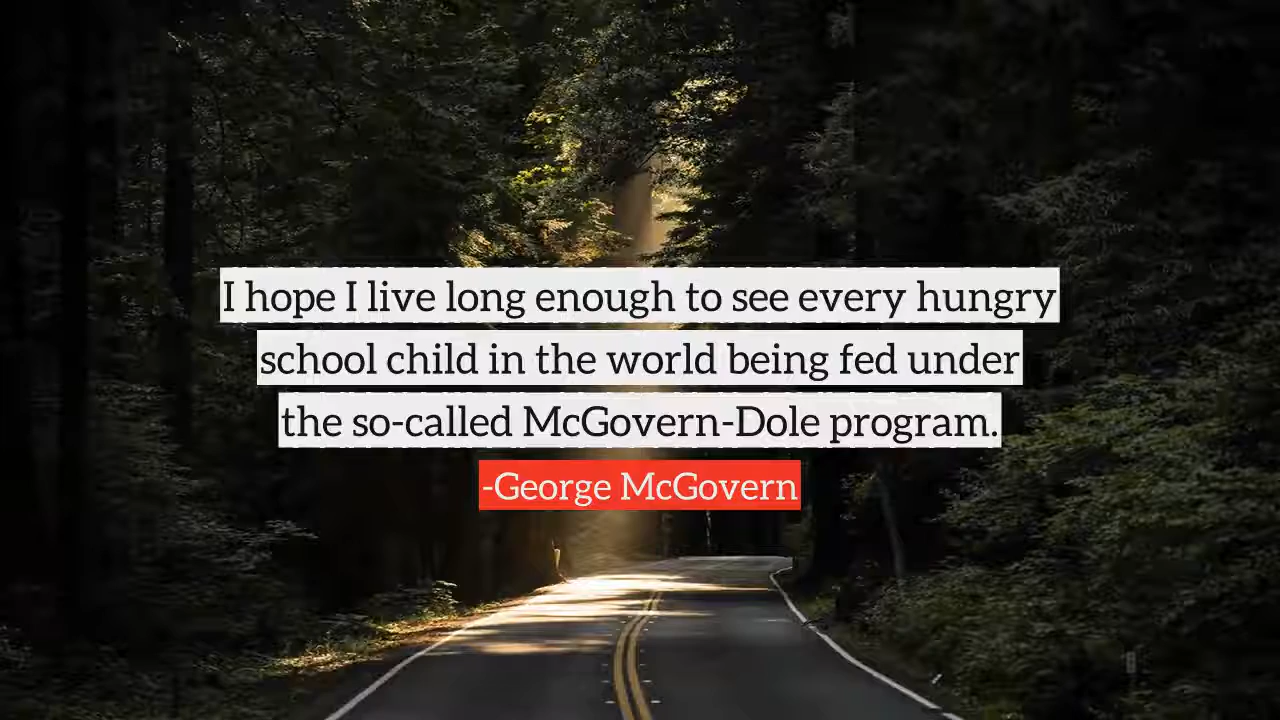 I hope I live long enough to see every hungry
school child in the world being fed under
the so-called McGovern-Dole program.
-George McGovern